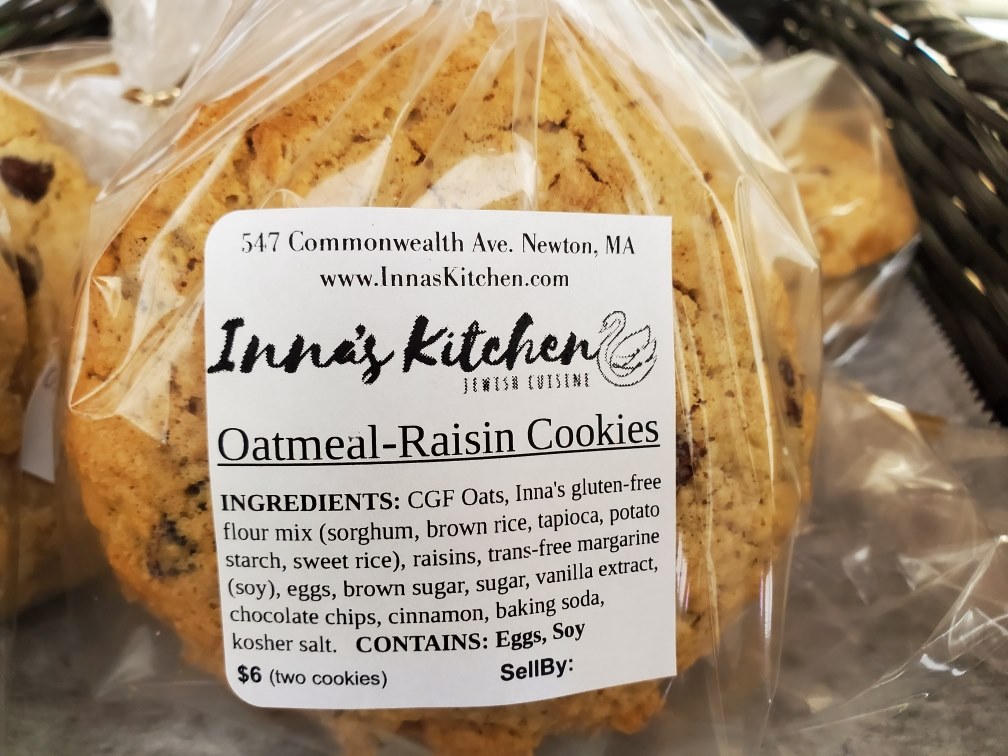 547 Commonwealth Ave. Newton, MA
www.InnasKitchen.com
Inna's Kitchen
JEWISH CUISINE
Oatmeal-Raisin Cookies
INGREDIENTS: CGF Oats, Inna's gluten-free
flour mix (sorghum, brown rice, tapioca, potato
starch, sweet rice), raisins, trans-free margarine
(soy), eggs, brown sugar, sugar, vanilla extract,
chocolate chips, cinnamon, baking soda,
kosher salt. CONTAINS: Eggs, Soy
$6 (two cookies) SellBy: